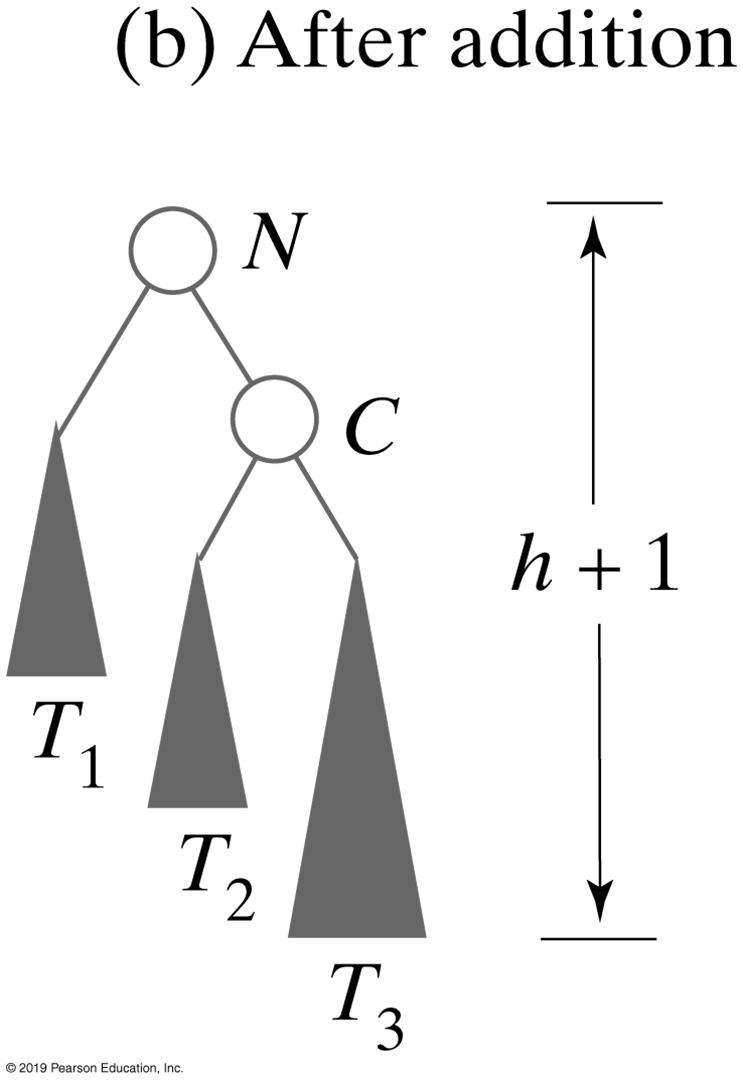 (b) After addition
N
C
h + 1
T1
T2
T3
© 2019 Pearson Education, Inc.